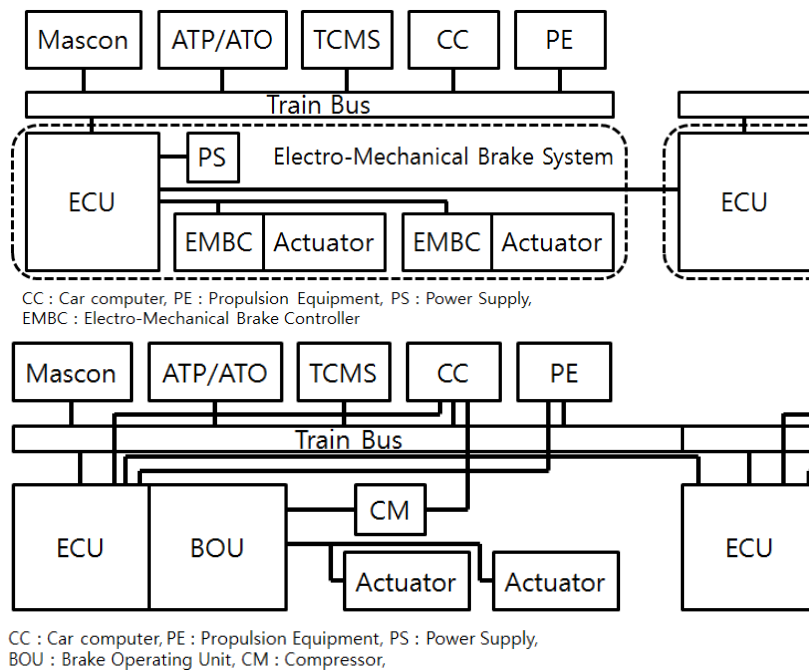 Mascon ATP/ATO TCMS CC PE
Train Bus
PS Electro-Mechanical Brake System
ECU ECU
EMBC Actuator EMBC Actuator
CC : Car computer, PE : Propulsion Equipment, PS : Power Supply,
EMBC : Electro-Mechanical Brake Controller
Mascon ATP/ATO TCMS CC PE
Train Bus
CM
ECU BOU ECU
Actuator Actuator
CC : Car computer, PE : Propulsion Equipment, PS : Power Supply,
BOU : Brake Operating Unit, CM : Compressor,